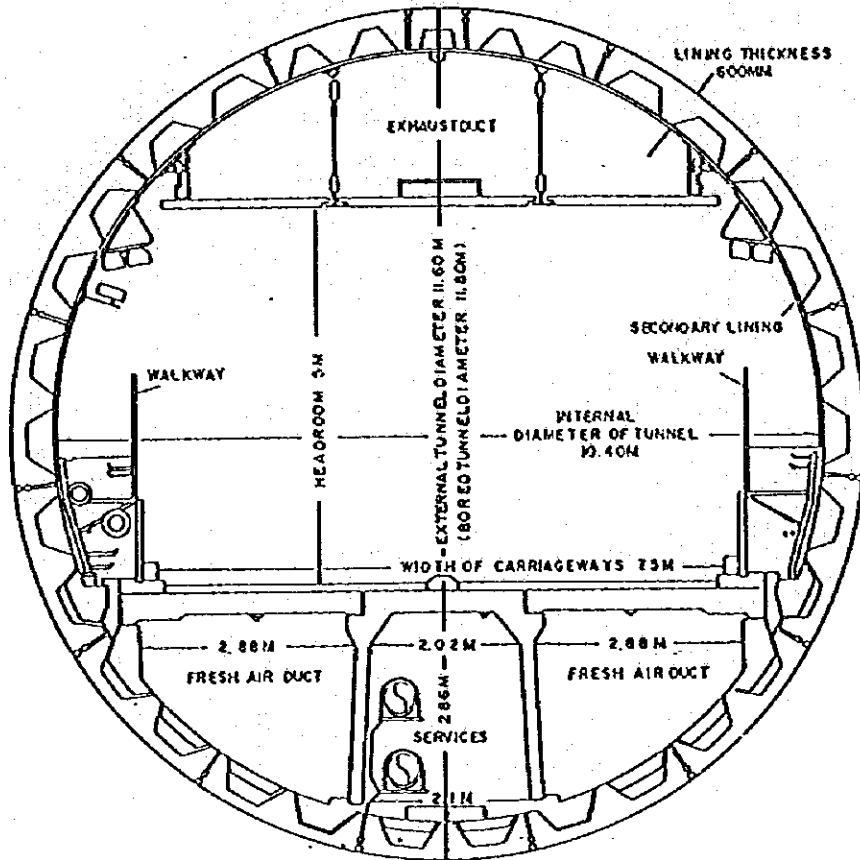 LINING THICKNESS
600MM
EXHAUST DUCT
EXTERNAL TUNNEL DIAMETER 11.60 M
(BORED TUNNEL DIAMETER 11.80M)
HEADROOM 5M
SECONDARY LINING
WALKWAY
WALKWAY
INTERNAL
DIAMETER OF TUNNEL
10.40M
WIDTH OF CARRIAGEWAYS 7.5M
2.88M
2.02M
2.88M
FRESH AIR DUCT
FRESH AIR DUCT
2.86M
SERVICES
2.1M